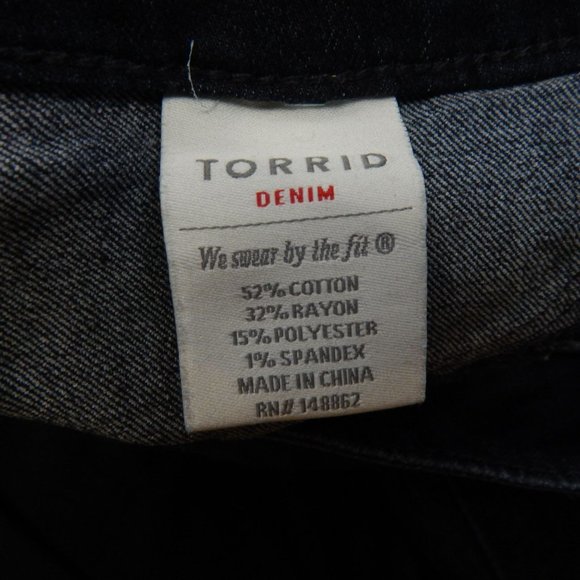 TORRID
DENIM
We swear by the fit ®
52% COTTON
32% RAYON
15% POLYESTER
1% SPANDEX
MADE IN CHINA
RN// 148862